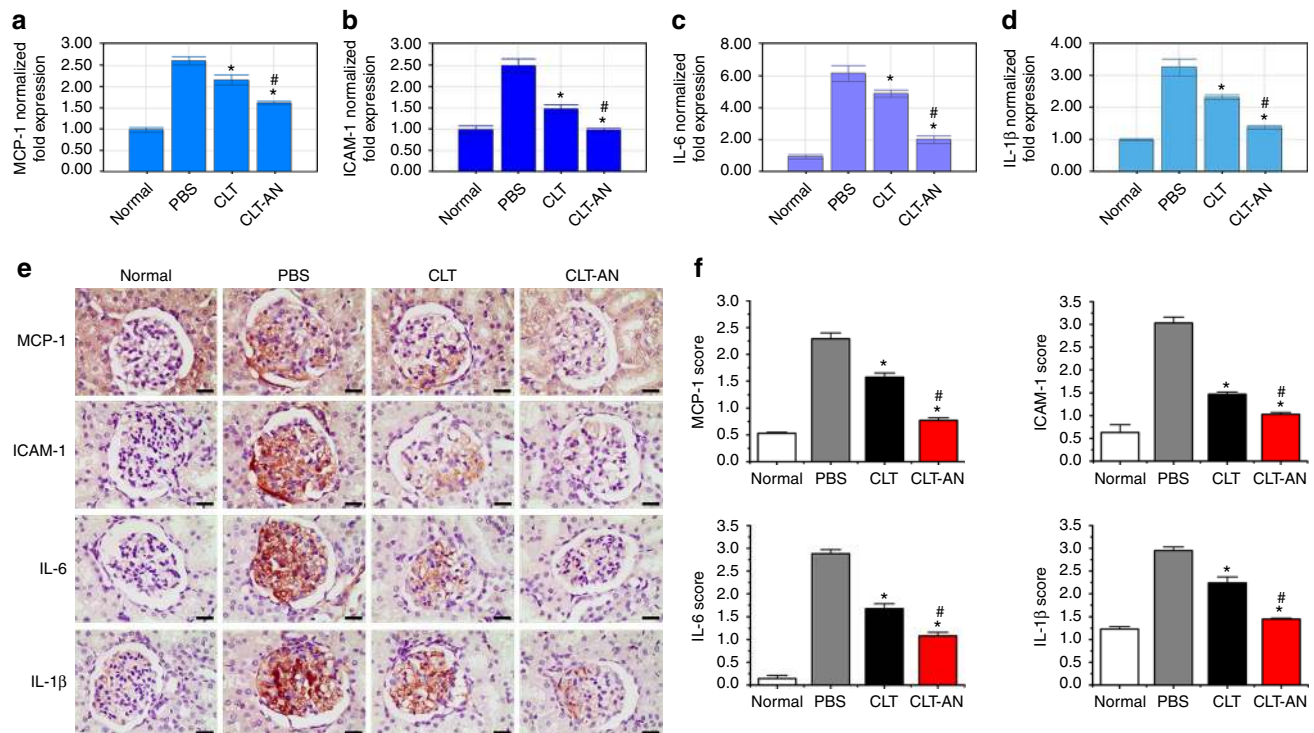 a
MCP-1 normalized
fold expression
3.00
2.50
2.00
1.50
1.00
0.00
*
#
*
Normal
PBS
CLT
CLT-AN
b
ICAM-1 normalized
fold expression
3.00
2.50
2.00
1.50
1.00
0.50
0.00
*
#
*
Normal
PBS
CLT
CLT-AN
c
IL-6 normalized
fold expression
8.00
6.00
4.00
2.00
0.00
*
#
*
Normal
PBS
CLT
CLT-AN
d
IL-1β normalized
fold expression
4.00
3.00
2.00
1.00
0.00
*
#
*
Normal
PBS
CLT
CLT-AN
e
Normal
PBS
CLT
CLT-AN
MCP-1
ICAM-1
IL-6
IL-1β
f
MCP-1 score
3.0
2.5
2.0
1.5
1.0
0.5
0.0
*
#
*
Normal
PBS
CLT
CLT-AN
ICAM-1 score
3.5
3.0
2.5
2.0
1.5
1.0
0.5
0.0
*
#
*
Normal
PBS
CLT
CLT-AN
IL-6 score
3.5
3.0
2.5
2.0
1.5
1.0
0.5
0.0
*
#
*
Normal
PBS
CLT
CLT-AN
IL-1β score
3.5
3.0
2.5
2.0
1.5
1.0
0.5
0.0
*
#
*
Normal
PBS
CLT
CLT-AN